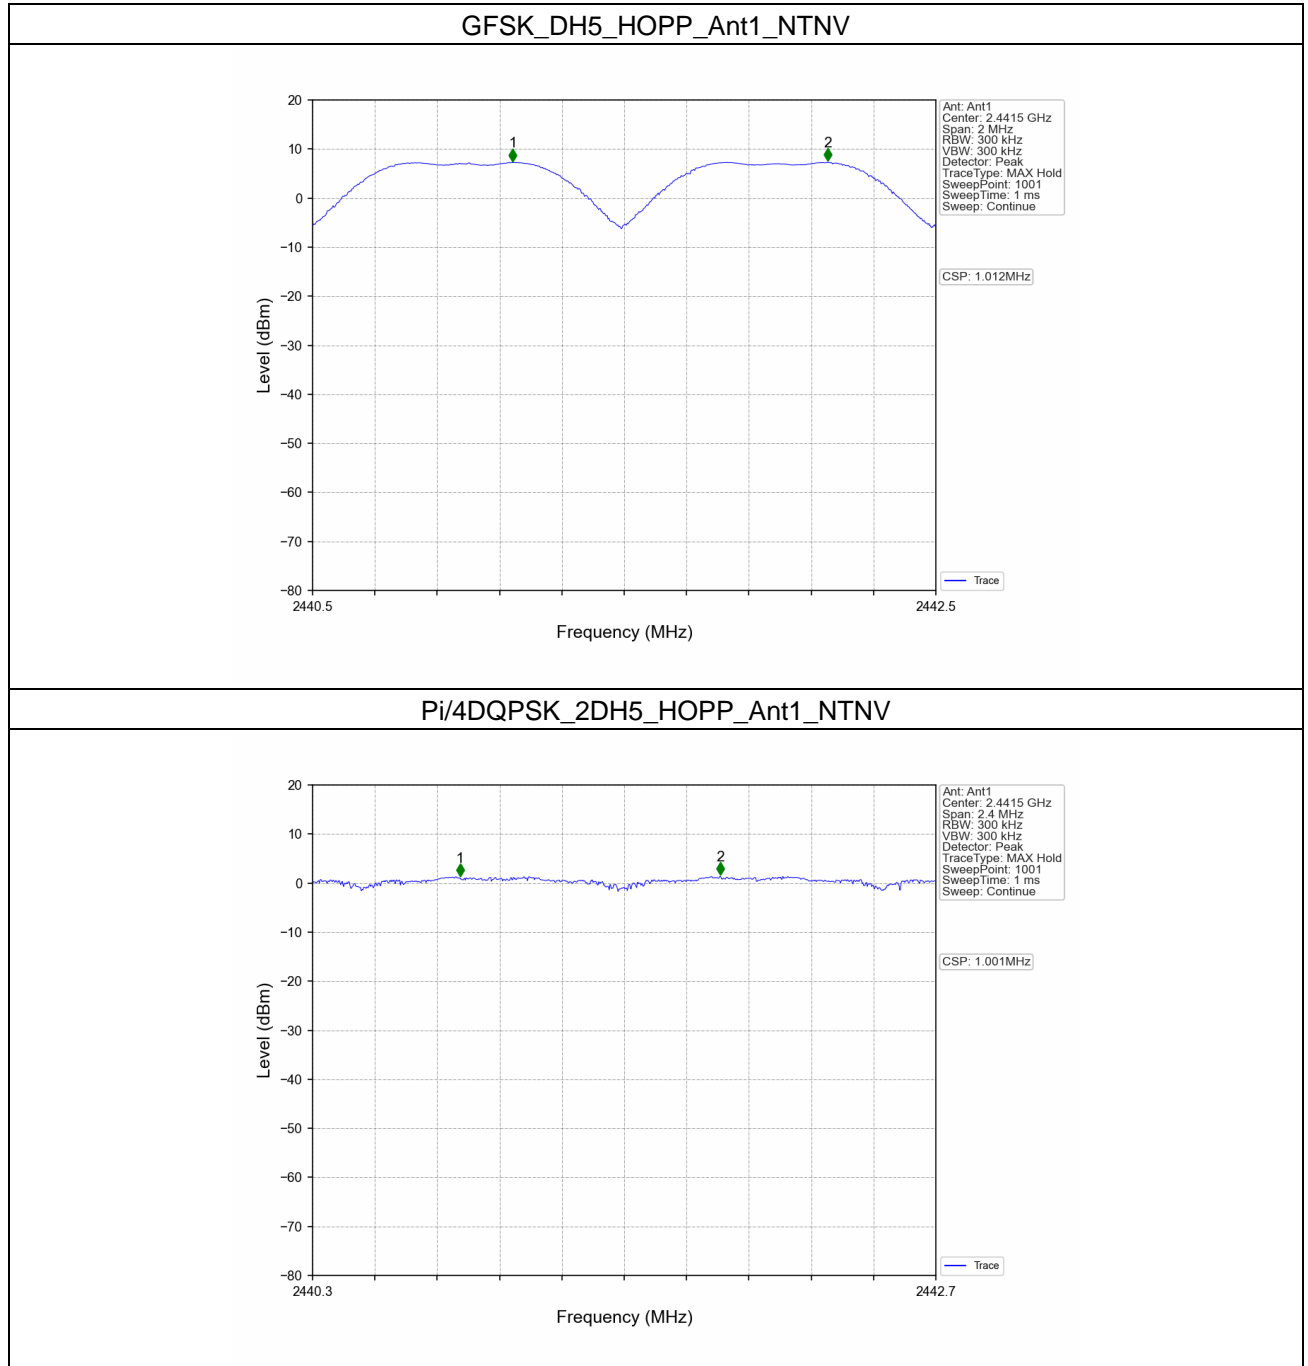 GFSK_DH5_HOPP_Ant1_NTNV
20
10
0
−10
−20
−30
−40
−50
−60
−70
−80
Level (dBm)
1
2
2440.5
2442.5
Frequency (MHz)
Ant: Ant1
Center: 2.4415 GHz
Span: 2 MHz
RBW: 300 kHz
VBW: 300 kHz
Detector: Peak
TraceType: MAX Hold
SweepPoint: 1001
SweepTime: 1 ms
Sweep: Continue
CSP: 1.012MHz
Trace
Pi/4DQPSK_2DH5_HOPP_Ant1_NTNV
20
10
0
−10
−20
−30
−40
−50
−60
−70
−80
Level (dBm)
1
2
2440.3
2442.7
Frequency (MHz)
Ant: Ant1
Center: 2.4415 GHz
Span: 2.4 MHz
RBW: 300 kHz
VBW: 300 kHz
Detector: Peak
TraceType: MAX Hold
SweepPoint: 1001
SweepTime: 1 ms
Sweep: Continue
CSP: 1.001MHz
Trace